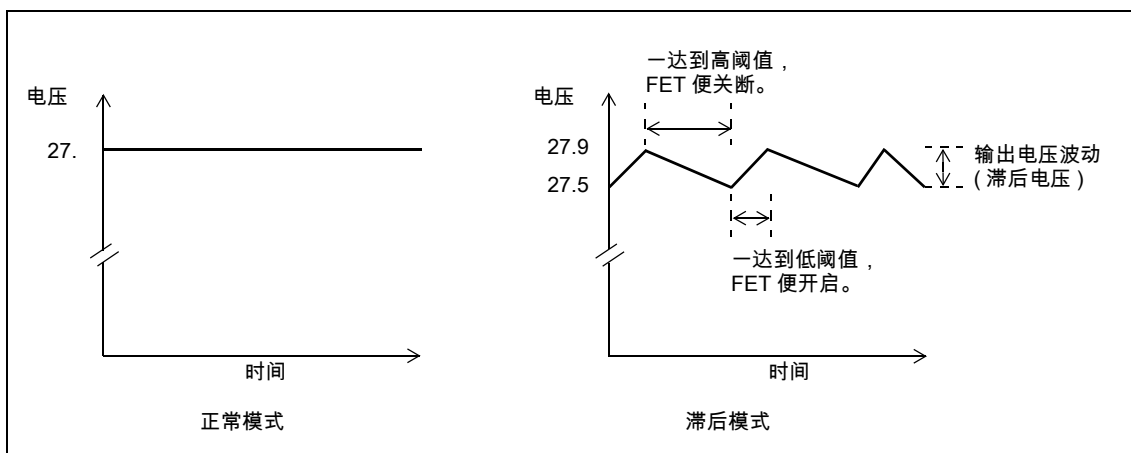 电压
27.
时间
正常模式
一达到高阈值，
FET 便关断。
电压
27.9
27.5
输出电压波动
( 滞后电压 )
一达到低阈值，
FET 便开启。
时间
滞后模式